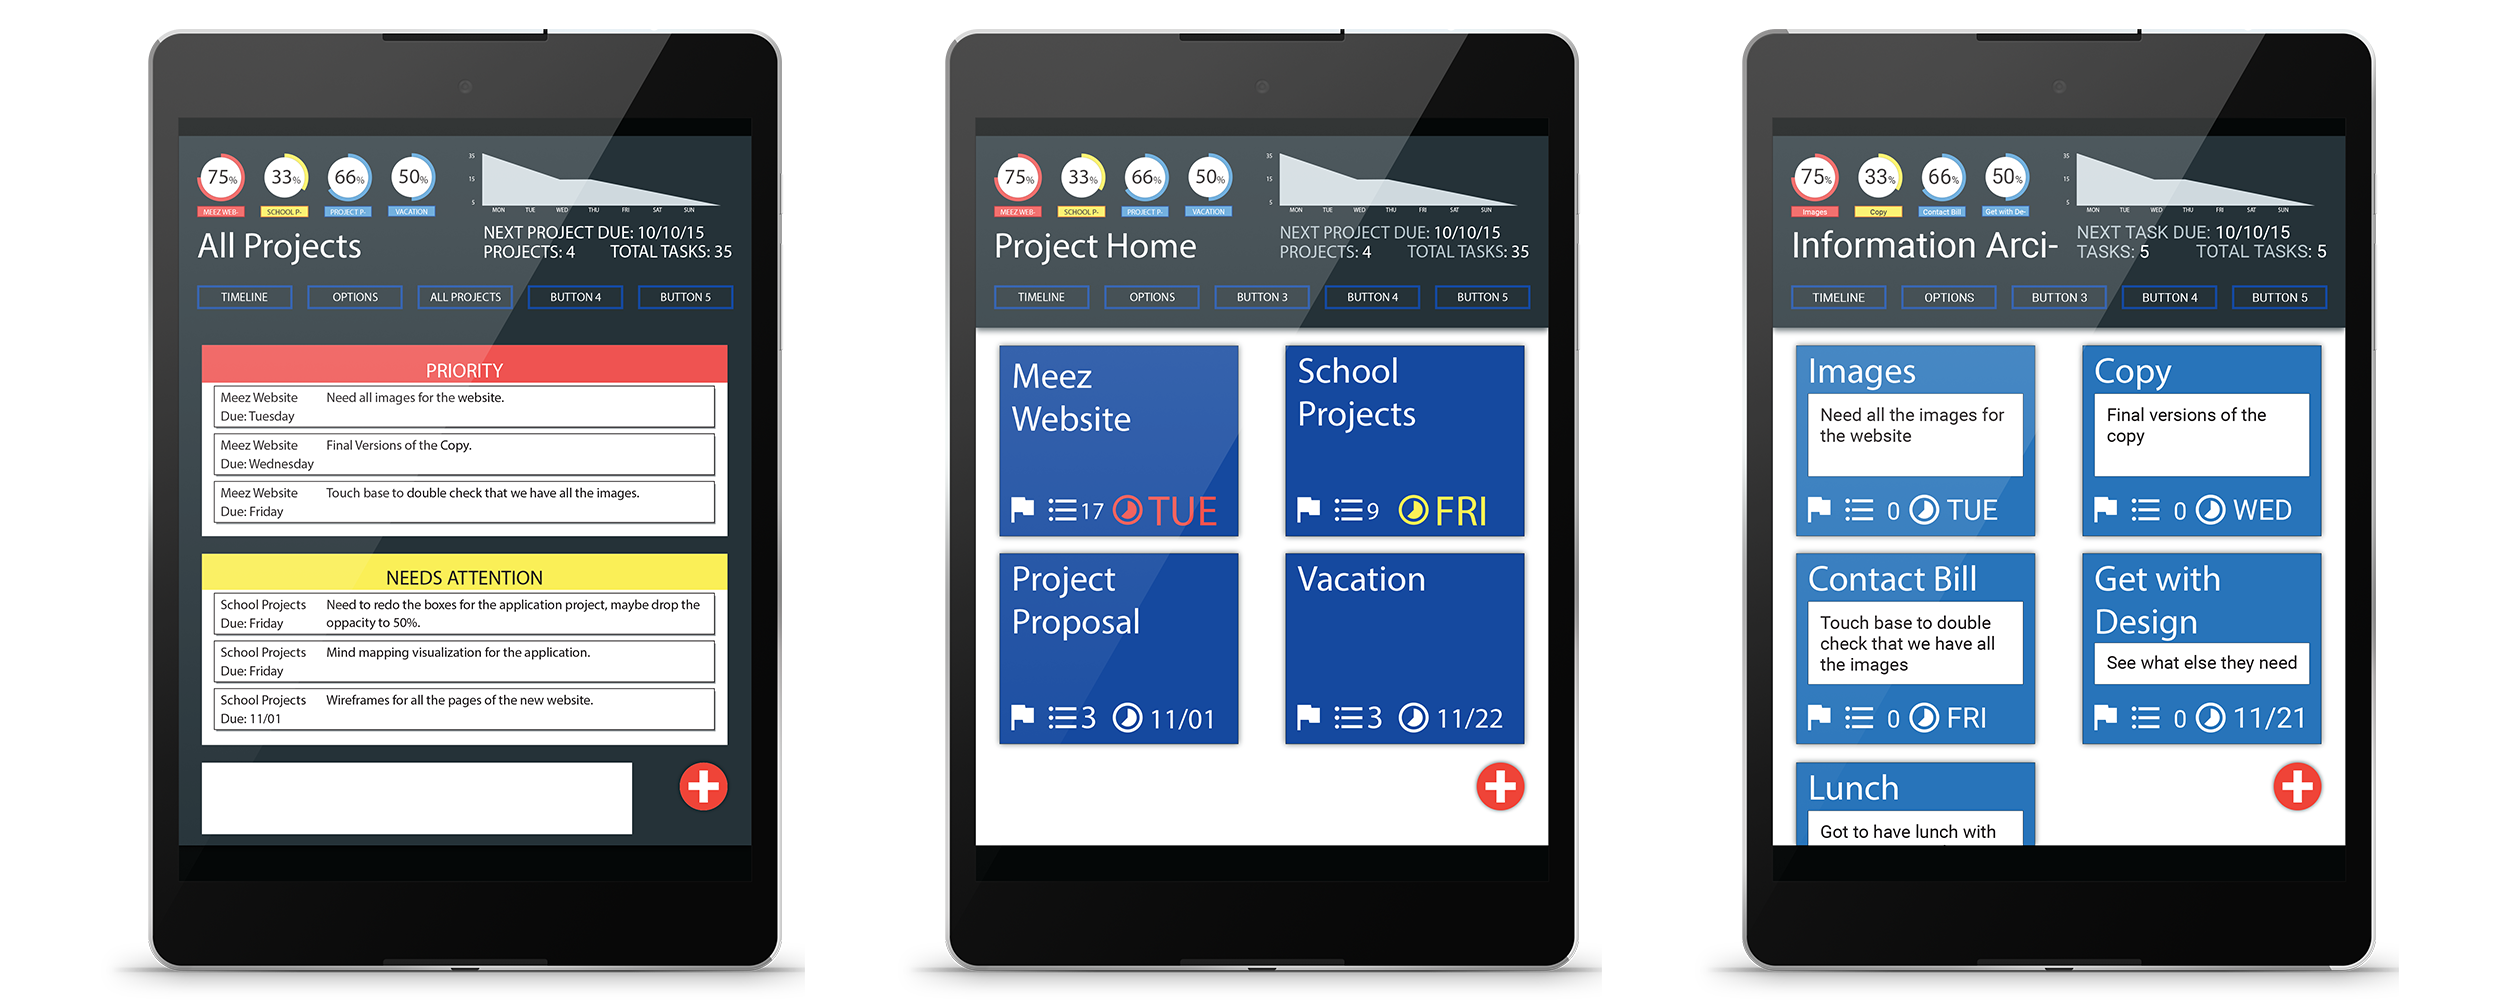 75% 33% 66% 50%
MEEZ WEB- SCHOOL P- PROJECT P- VACATION
35
15
5
MON TUE WED THU FRI SAT SUN
All Projects
NEXT PROJECT DUE: 10/10/15
PROJECTS: 4 TOTAL TASKS: 35
TIMELINE OPTIONS ALL PROJECTS BUTTON 4 BUTTON 5
PRIORITY
Meez Website Need all images for the website.
Due: Tuesday
Meez Website Final Versions of the Copy.
Due: Wednesday
Meez Website Touch base to double check that we have all the images.
Due: Friday
NEEDS ATTENTION
School Projects Need to redo the boxes for the application project, maybe drop the
Due: Friday oppacity to 50%.
School Projects Mind mapping visualization for the application.
Due: Friday
School Projects Wireframes for all the pages of the new website.
Due: 11/01
75% 33% 66% 50%
MEEZ WEB- SCHOOL P- PROJECT P- VACATION
35
15
5
MON TUE WED THU FRI SAT SUN
Project Home
NEXT PROJECT DUE: 10/10/15
PROJECTS: 4 TOTAL TASKS: 35
TIMELINE OPTIONS BUTTON 3 BUTTON 4 BUTTON 5
Meez
Website
17 TUE
School
Projects
9 FRI
Project
Proposal
3 11/01
Vacation
3 11/22
75% 33% 66% 50%
Images Copy Contact Bill Get with De-
35
15
5
MON TUE WED THU FRI SAT SUN
Information Arci-
NEXT TASK DUE: 10/10/15
TASKS: 5 TOTAL TASKS: 5
TIMELINE OPTIONS BUTTON 3 BUTTON 4 BUTTON 5
Images
Need all the images for
the website
0 TUE
Copy
Final versions of the
copy
0 WED
Contact Bill
Touch base to double
check that we have all
the images
0 FRI
Get with
Design
See what else they need
0 11/21
Lunch
Got to have lunch with